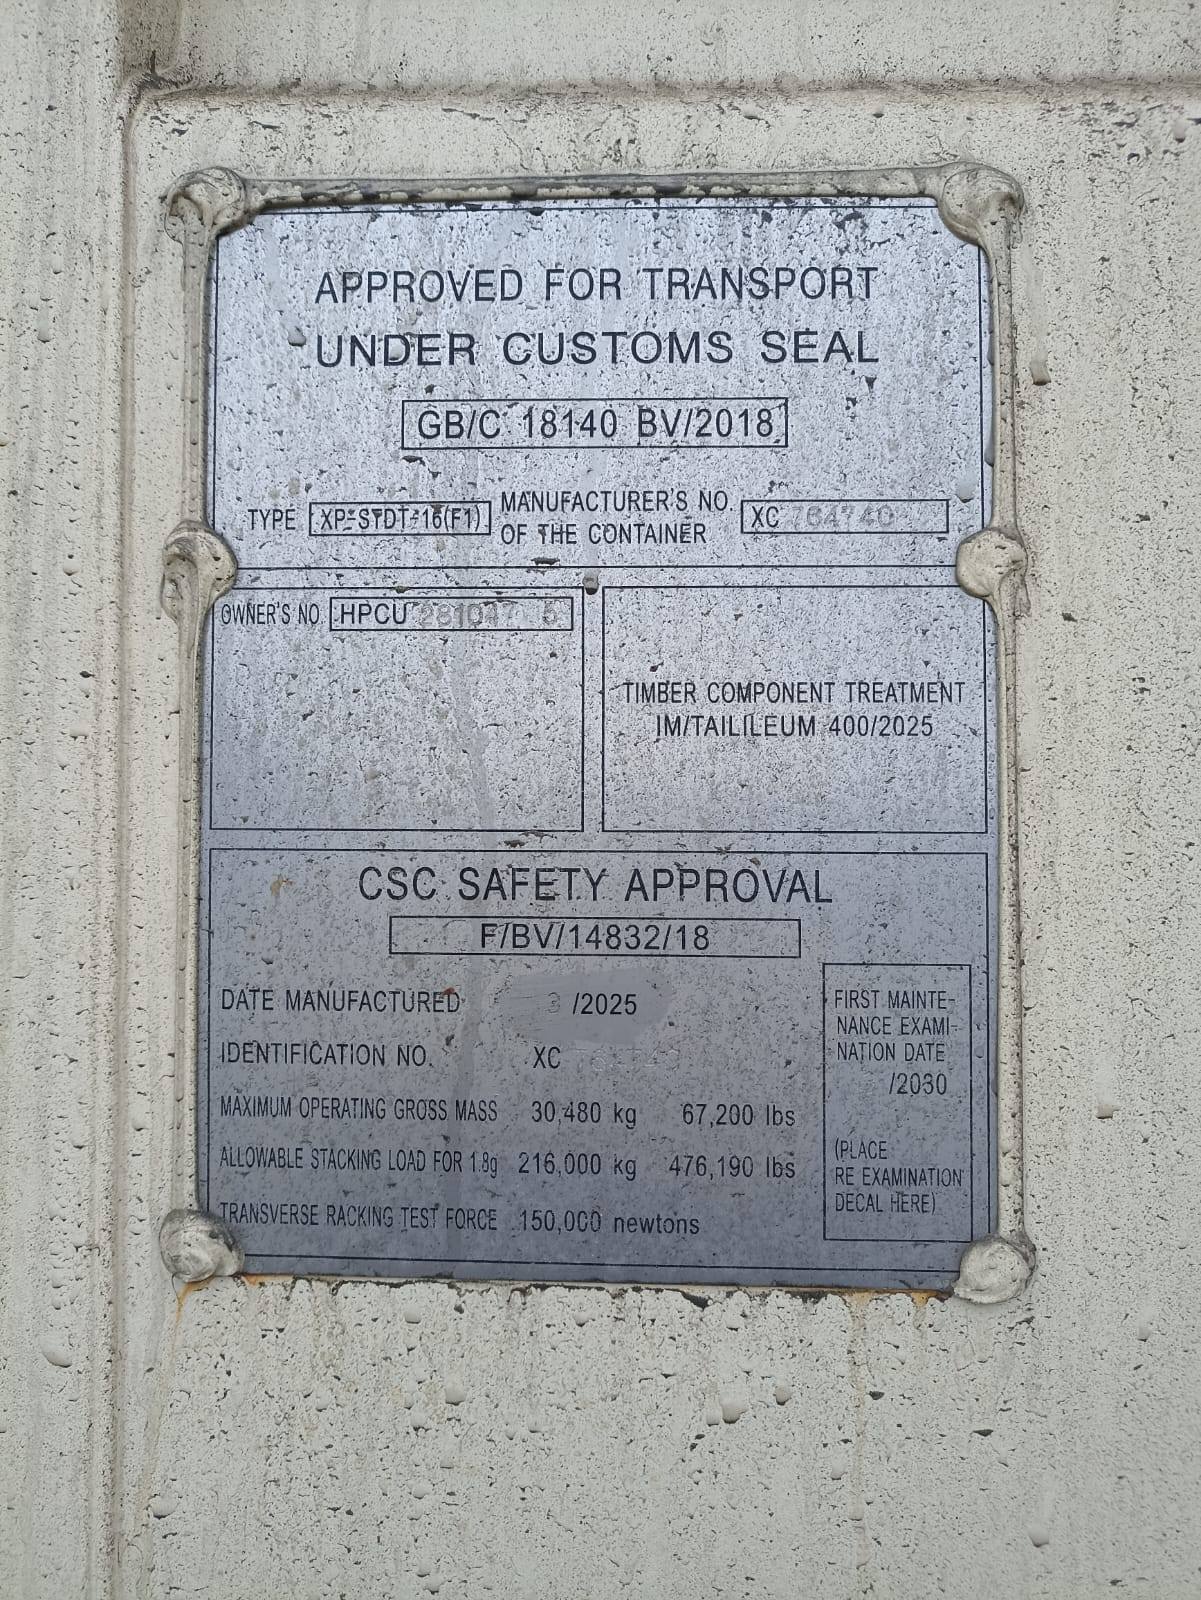 APPROVED FOR TRANSPORT
UNDER CUSTOMS SEAL
GB/C 18140 BV/2018
TYPE XP-STDT-16(F1)
MANUFACTURER'S NO.
OF THE CONTAINER
XC 764740
OWNER'S NO HPCU 281047 5
TIMBER COMPONENT TREATMENT
IM/TAILILEUM 400/2025
CSC SAFETY APPROVAL
F/BV/14832/18
DATE MANUFACTURED 3 /2025
IDENTIFICATION NO. XC
MAXIMUM OPERATING GROSS MASS 30,480 kg 67,200 lbs
ALLOWABLE STACKING LOAD FOR 1.8g 216,000 kg 476,190 lbs
TRANSVERSE RACKING TEST FORCE 150,000 newtons
FIRST MAINTE-
NANCE EXAMI-
NATION DATE
/2030
(PLACE
RE EXAMINATION
DECAL HERE)